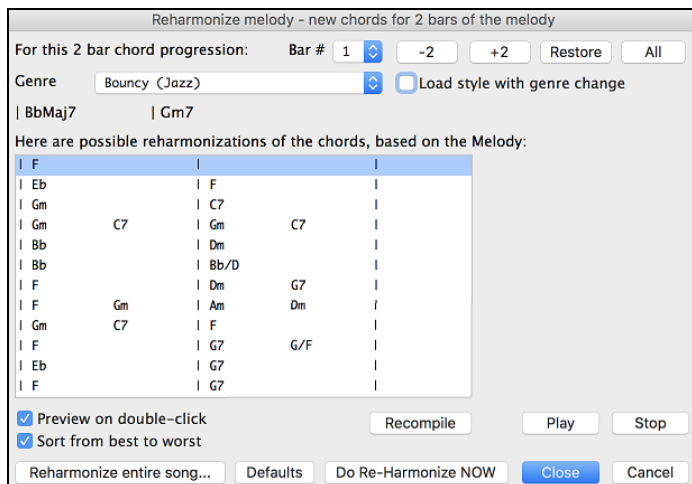 Reharmonize melody - new chords for 2 bars of the melody
For this 2 bar chord progression: Bar # 1 -2 +2 Restore All
Genre Bouncy (Jazz) Load style with genre change
| BbMaj7 | Gm7
Here are possible reharmonizations of the chords, based on the Melody:
| F | |
| Eb | F |
| Gm | C7 |
| Gm C7 | Gm C7 |
| Bb | Dm |
| Bb | Bb/D |
| F | Dm G7 |
| F Gm | Am Dm |
| Gm C7 | F |
| F | G7 G/F |
| Eb | G7 |
| F | G7 |
Preview on double-click Recompile Play Stop
Sort from best to worst
Reharmonize entire song... Defaults Do Re-Harmonize NOW Close Cancel